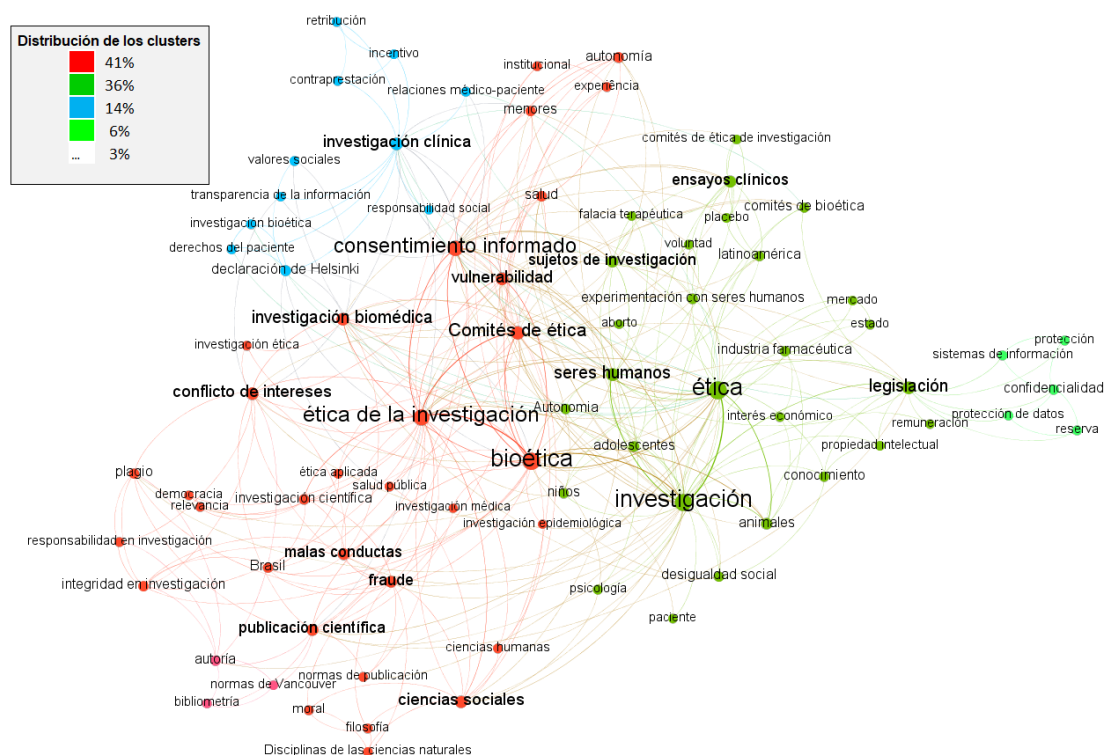 Distribución de los clusters
41%
36%
14%
6%
... 3%
retribución
incentivo
contraprestación
relaciones médico-paciente
institucional
autonomía
experiência
menores
investigación clínica
comités de ética de investigación
valores sociales
ensayos clínicos
transparencia de la información
salud
responsabilidad social
comités de bioética
falacia terapéutica
placebo
investigación bioética
derechos del paciente
consentimiento informado
voluntad
sujetos de investigación
latinoamérica
declaración de Helsinki
vulnerabilidad
experimentación con seres humanos
mercado
investigación biomédica
Comités de ética
aborto
estado
investigación ética
industria farmacéutica
protección
sistemas de información
seres humanos
conflicto de intereses
ética
legislación
confidencialidad
ética de la investigación
Autonomia
interés económico
remuneración
protección de datos
reserva
adolescentes
propiedad intelectual
bioética
plagio
ética aplicada
salud pública
conocimiento
democracia
relevancia
investigación científica
investigación médica
niños
investigación
investigación epidemiológica
animales
responsabilidad en investigación
malas conductas
Brasil
fraude
integridad en investigación
desigualdad social
psicología
paciente
publicación científica
ciencias humanas
autoría
normas de Vancouver
normas de publicación
bibliometría
moral
ciencias sociales
filosofía
Disciplinas de las ciencias naturales